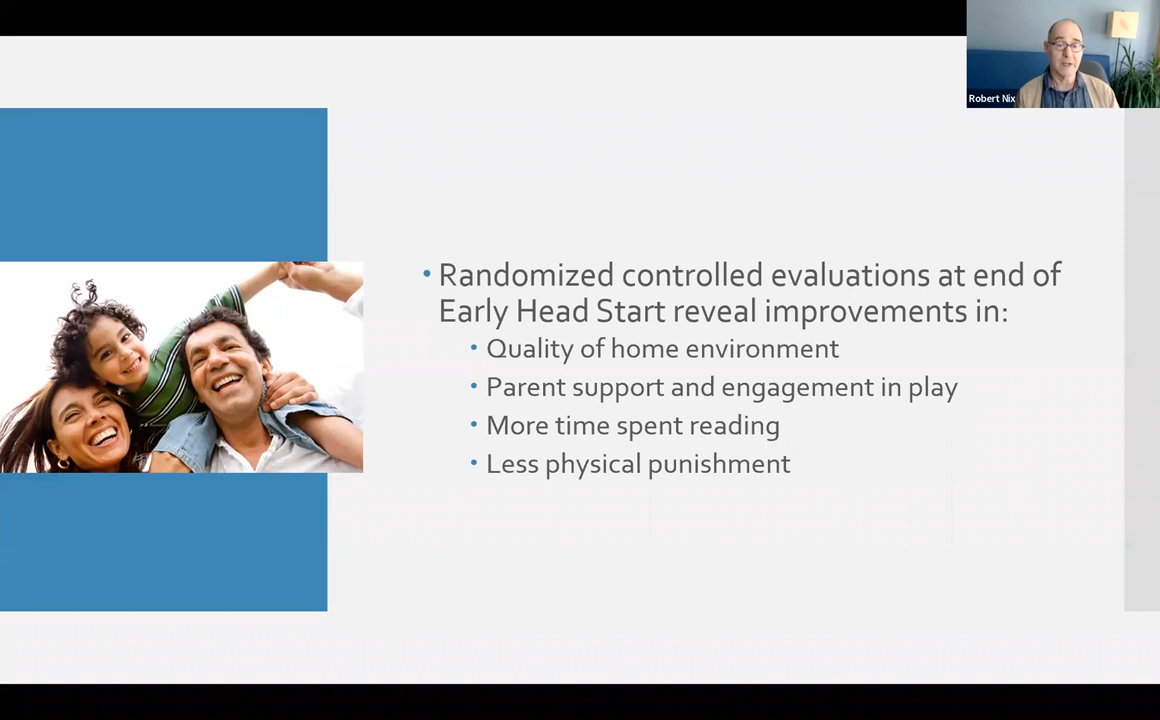 Robert Nix
• Randomized controlled evaluations at end of
Early Head Start reveal improvements in:
• Quality of home environment
• Parent support and engagement in play
• More time spent reading
• Less physical punishment